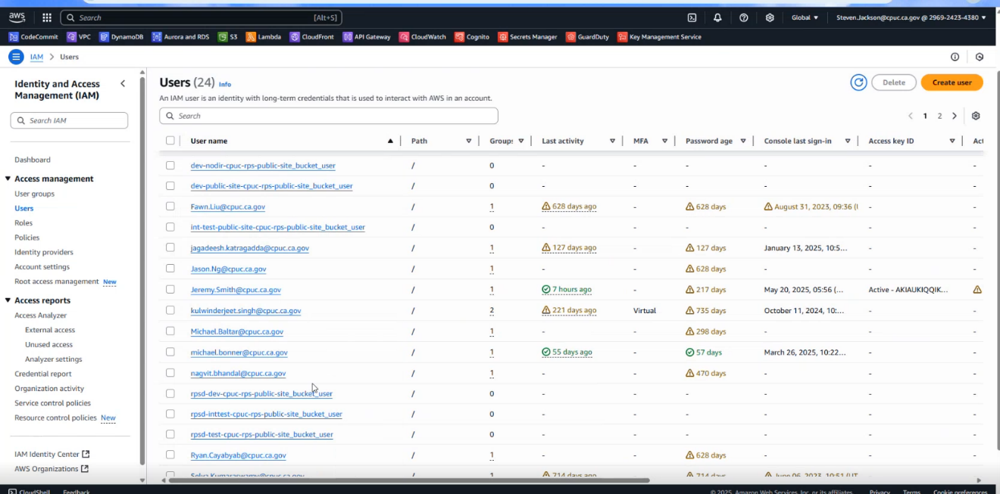 aws Search [Alt+S] Global Steven.Jackson@cpuc.ca.gov @ 2969-2423-4380
CodeCommit VPC DynamoDB Aurora and RDS S3 Lambda CloudFront API Gateway CloudWatch Cognito Secrets Manager GuardDuty Key Management Service
IAM > Users
Identity and Access
Management (IAM)
Search IAM
Dashboard
Access management
User groups
Users
Roles
Policies
Identity providers
Account settings
Root access management New
Access reports
Access Analyzer
External access
Unused access
Analyzer settings
Credential report
Organization activity
Service control policies
Resource control policies New
IAM Identity Center
AWS Organizations
Users (24) Info
Delete Create user
An IAM user is an identity with long-term credentials that is used to interact with AWS in an account.
Search
1 2
User name Path Groups Last activity MFA Password age Console last sign-in Access key ID Act
dev-nodir-cpuc-rps-public-site_bucket_user / 0 - - - - - -
dev-public-site-cpuc-rps-public-site_bucket_user / 0 - - - - - -
Fawn.Liu@cpuc.ca.gov / 1 628 days ago - 628 days August 31, 2023, 09:36 (U - -
int-test-public-site-cpuc-rps-public-site_bucket_user / 0 - - - - - -
jagadeesh.katragadda@cpuc.ca.gov / 1 127 days ago - 127 days January 13, 2025, 10:5... - -
Jason.Ng@cpuc.ca.gov / 1 - - 628 days - - -
Jeremy.Smith@cpuc.ca.gov / 1 7 hours ago - 217 days May 20, 2025, 05:56 (... Active - AKIAUKIQQIK...
kulwinderjeet.singh@cpuc.ca.gov / 2 221 days ago Virtual 735 days October 11, 2024, 10:... - -
Michael.Baltar@cpuc.ca.gov / 1 - - 298 days - - -
michael.bonner@cpuc.ca.gov / 1 55 days ago - 57 days March 26, 2025, 10:22... - -
nagvit.bhandal@cpuc.ca.gov / 1 - - 470 days - - -
rpsd-dev-cpuc-rps-public-site_bucket_user / 0 - - - - - -
rpsd-inttest-cpuc-rps-public-site_bucket_user / 0 - - - - - -
rpsd-test-cpuc-rps-public-site_bucket_user / 0 - - - - - -
Ryan.Cayabyab@cpuc.ca.gov / 1 - - 628 days - - -
Selva.Kumaraswamy@cpuc.ca.gov / 1 714 days ago - 714 days June 06, 2023, 10:51 (UT - -
CloudShell Feedback © 2025, Amazon Web Services, Inc. or its affiliates. Privacy Terms Cookie preferences